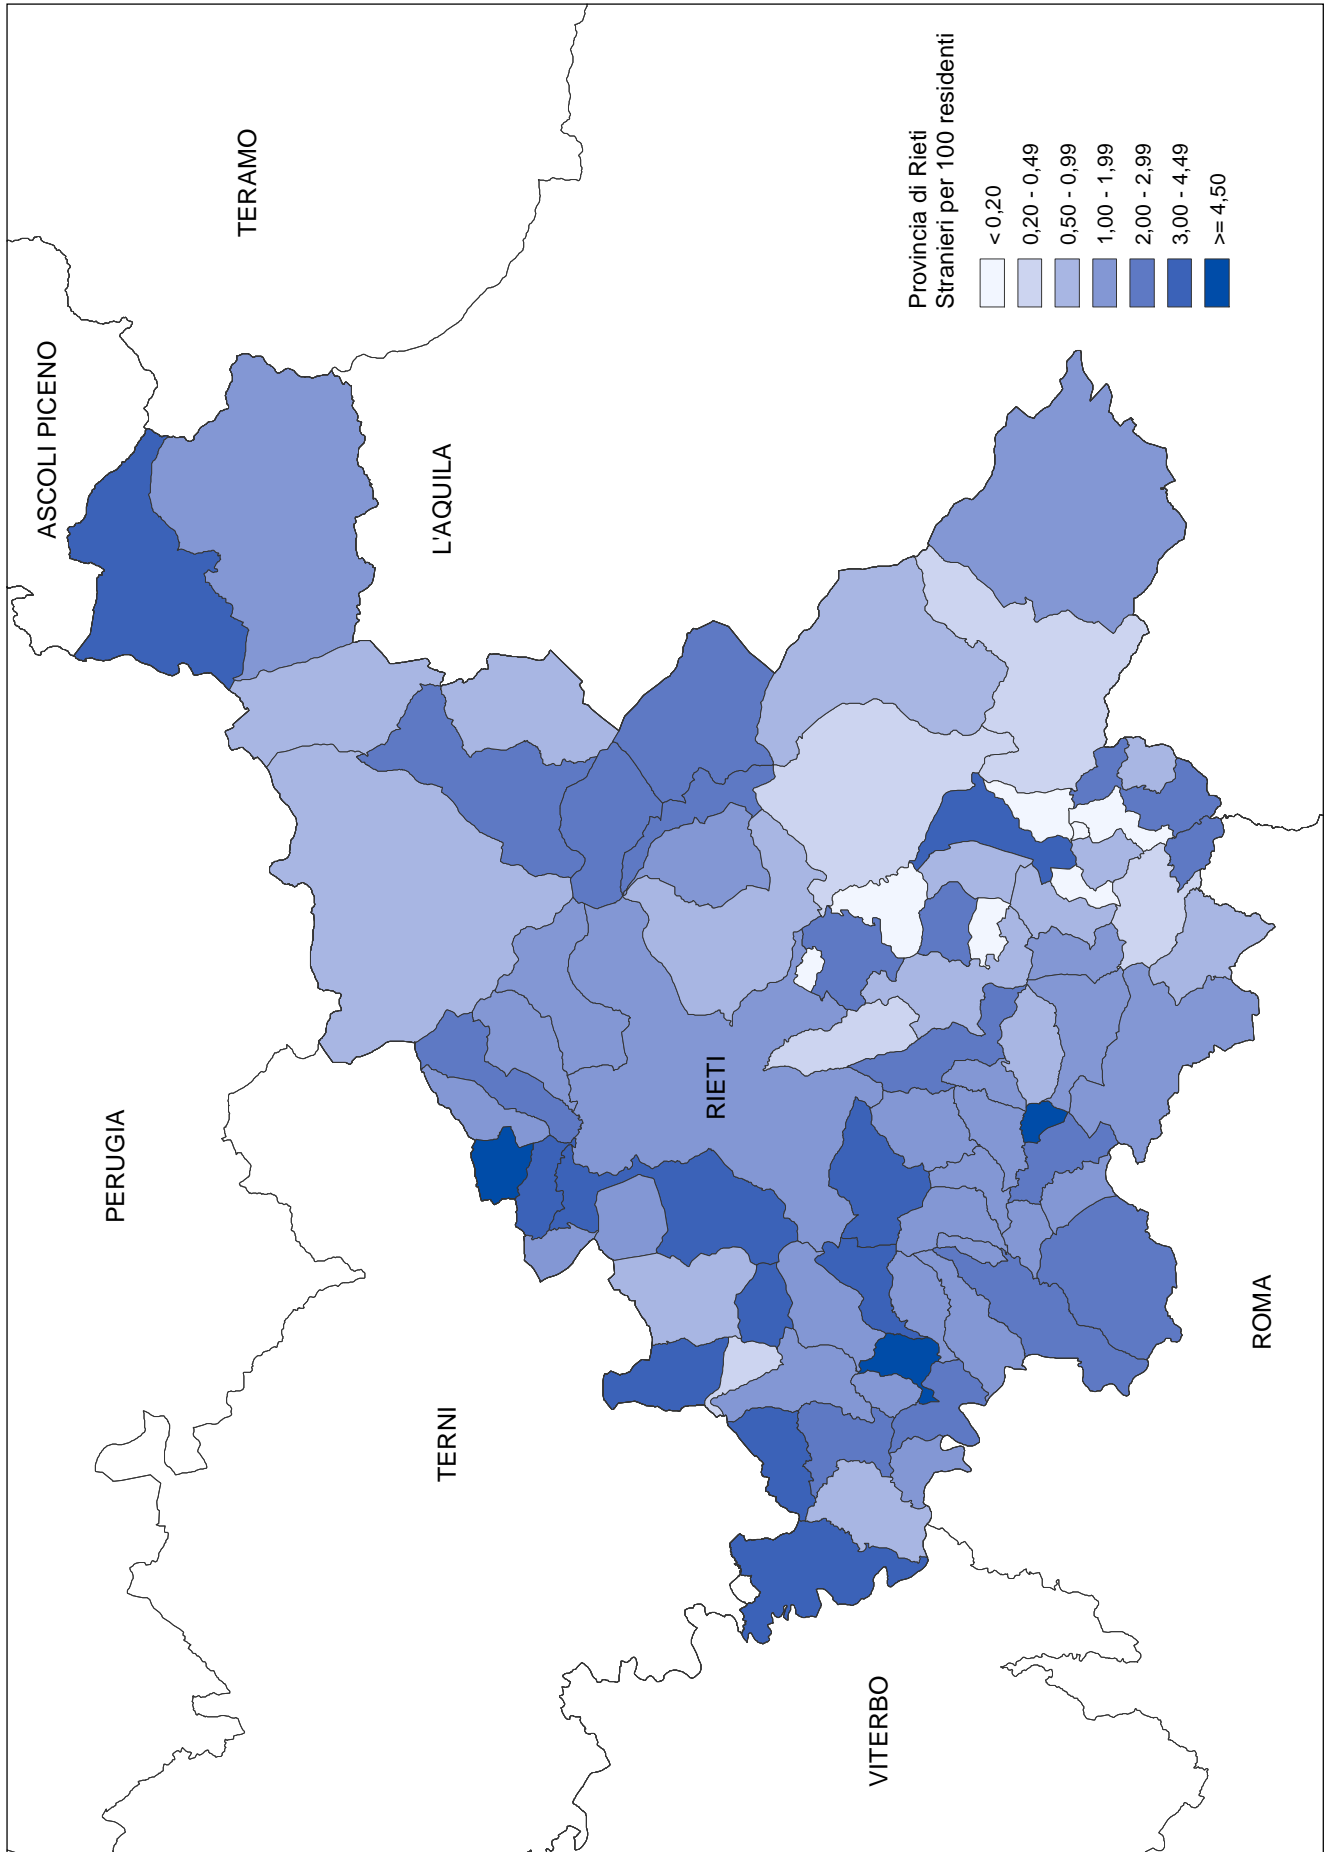 PERUGIA
ASCOLI PICENO
TERAMO
TERNI
L'AQUILA
RIETI
VITERBO
ROMA
Provincia di Rieti
Stranieri per 100 residenti
< 0,20
0,20 - 0,49
0,50 - 0,99
1,00 - 1,99
2,00 - 2,99
3,00 - 4,49
>= 4,50